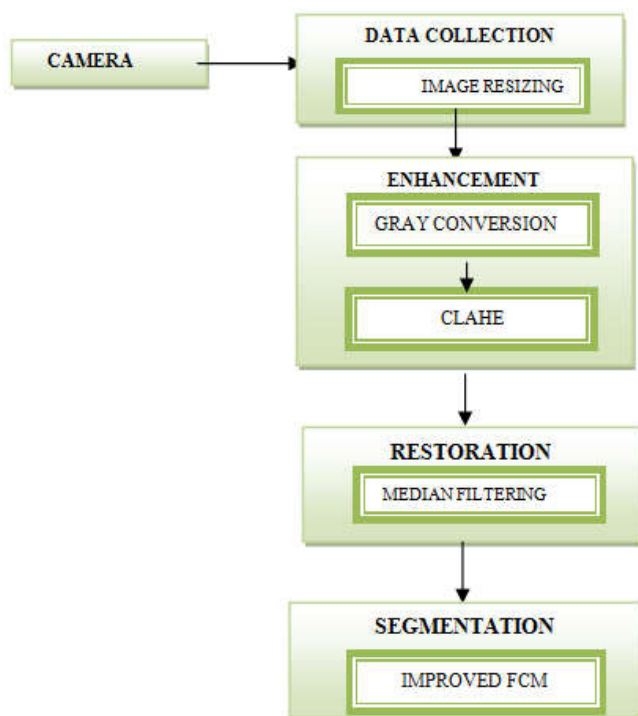 CAMERA
DATA COLLECTION
IMAGE RESIZING
ENHANCEMENT
GRAY CONVERSION
CLAHE
RESTORATION
MEDIAN FILTERING
SEGMENTATION
IMPROVED FCM